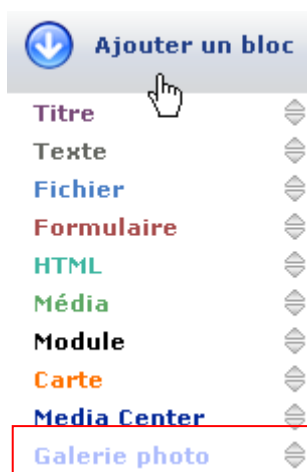 Ajouter un bloc
Titre
Texte
Fichier
Formulaire
HTML
Média
Module
Carte
Media Center
Galerie photo